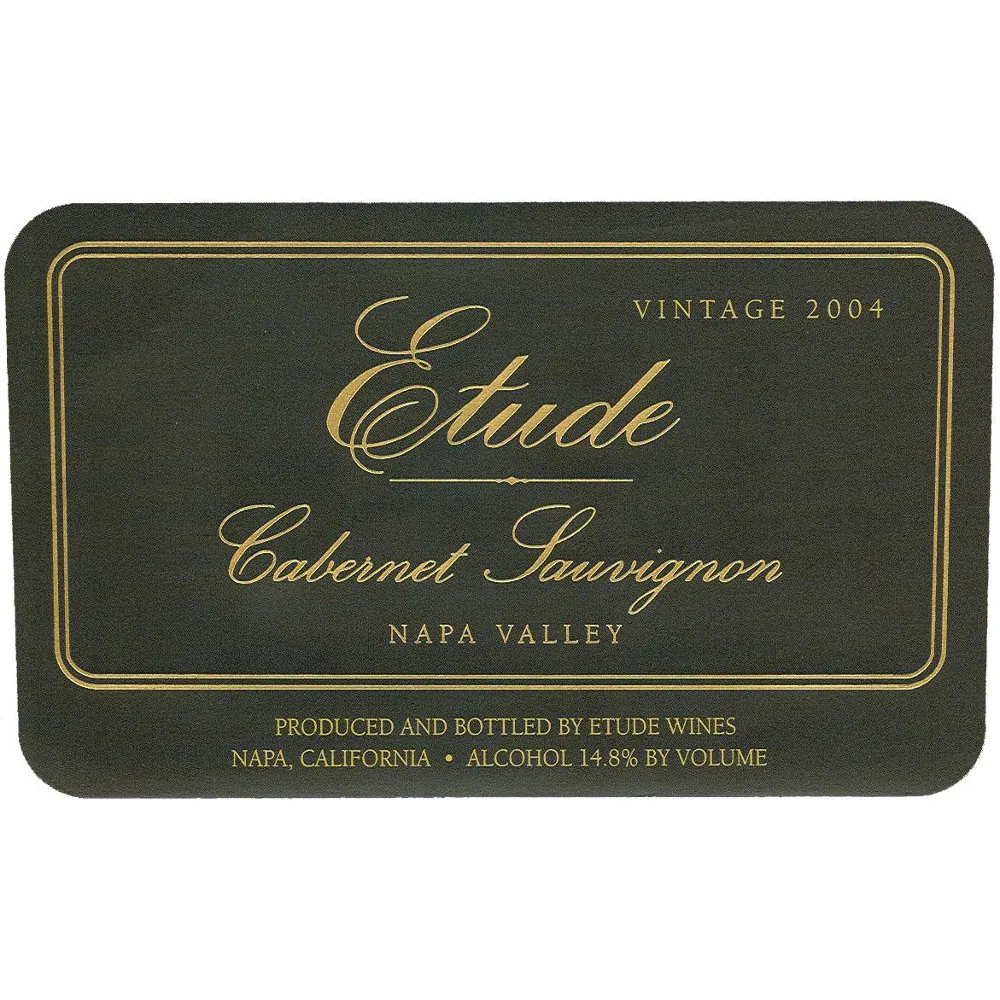 VINTAGE 2004
Etude
Cabernet Sauvignon
NAPA VALLEY
PRODUCED AND BOTTLED BY ETUDE WINES
NAPA, CALIFORNIA • ALCOHOL 14.8% BY VOLUME